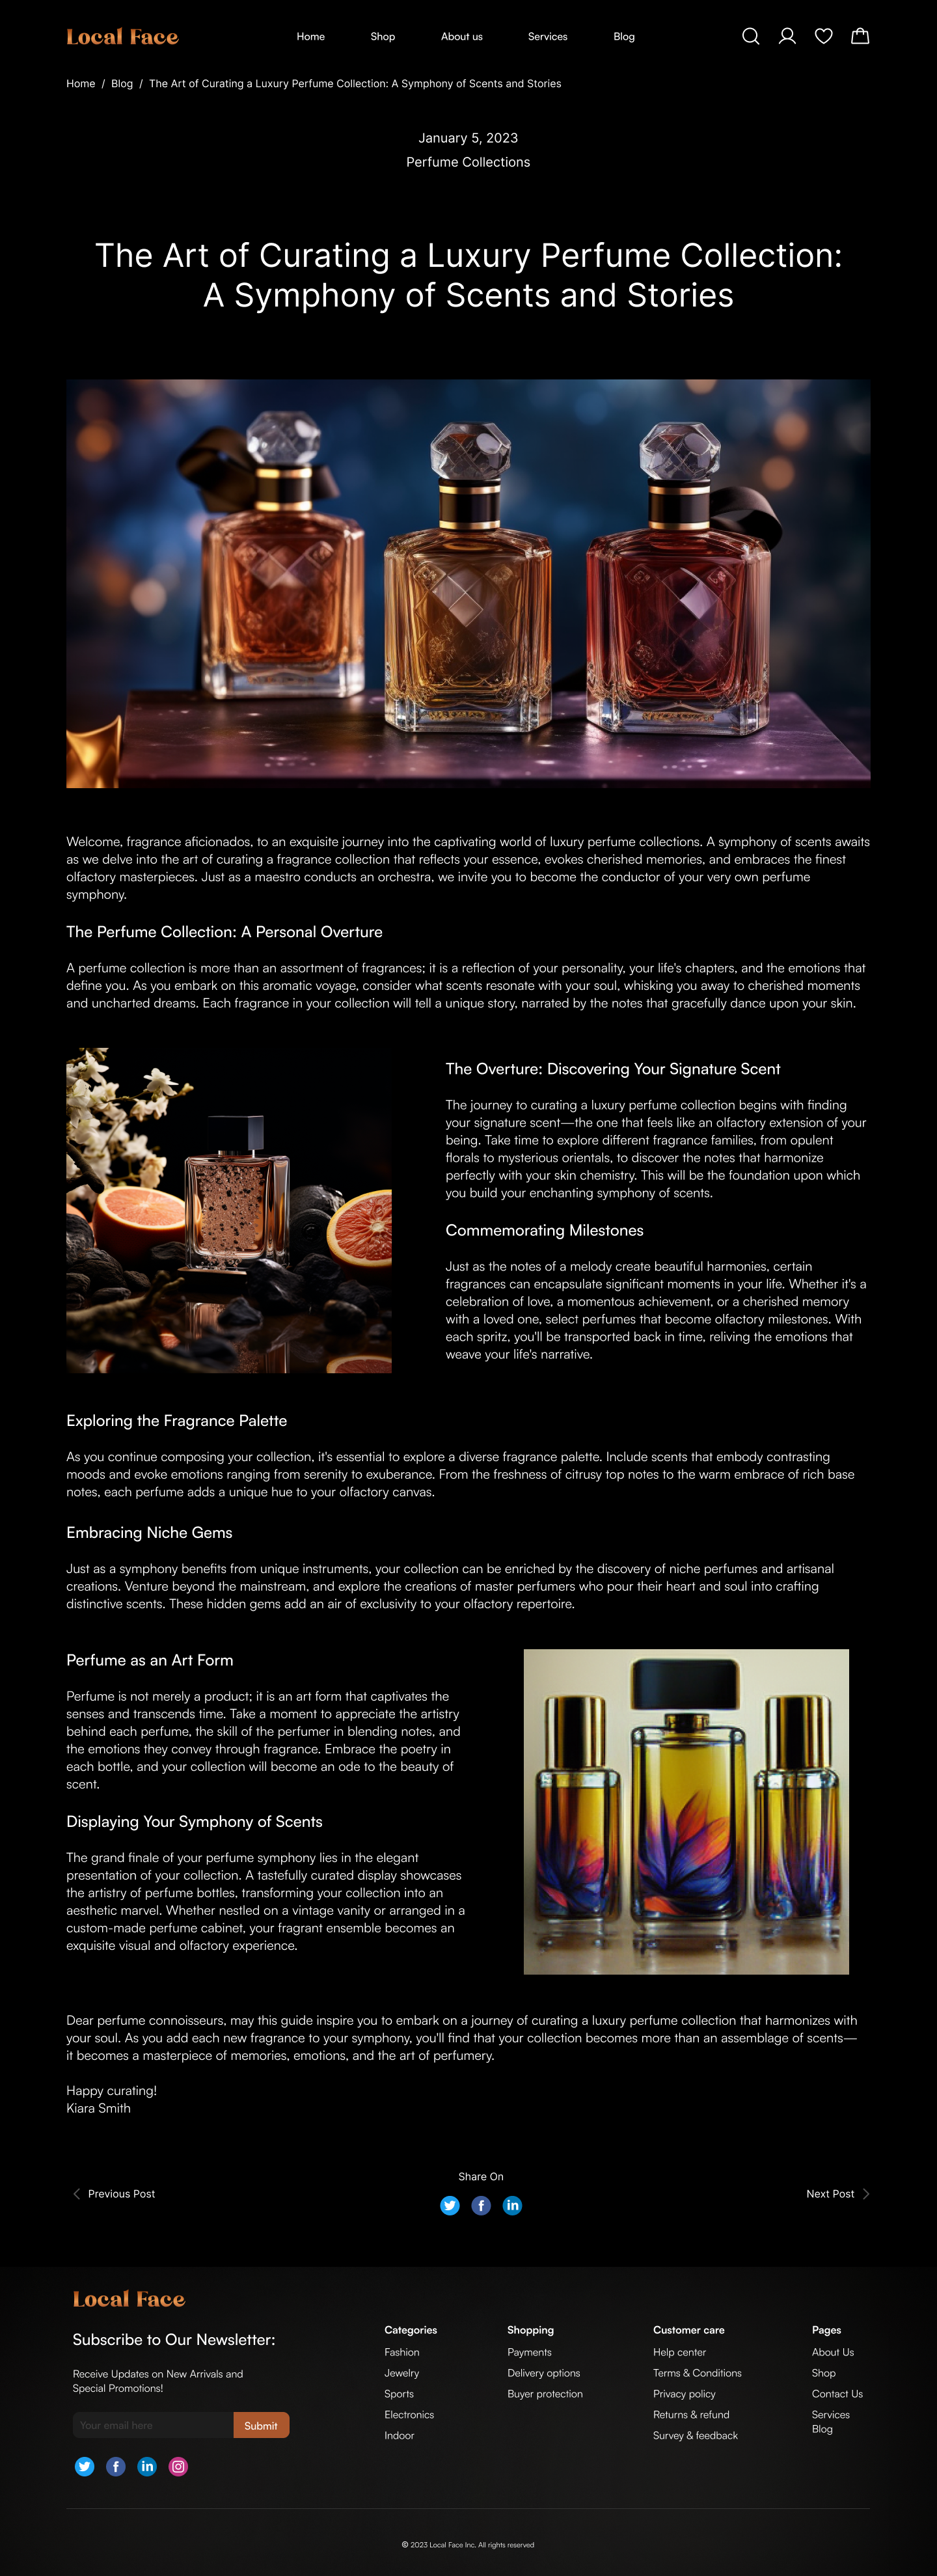 Local Face
Home
Shop
About us
Services
Blog
Home / Blog / The Art of Curating a Luxury Perfume Collection: A Symphony of Scents and Stories
January 5, 2023
Perfume Collections
The Art of Curating a Luxury Perfume Collection:
A Symphony of Scents and Stories
Welcome, fragrance aficionados, to an exquisite journey into the captivating world of luxury perfume collections. A symphony of scents awaits
as we delve into the art of curating a fragrance collection that reflects your essence, evokes cherished memories, and embraces the finest
olfactory masterpieces. Just as a maestro conducts an orchestra, we invite you to become the conductor of your very own perfume
symphony.
The Perfume Collection: A Personal Overture
A perfume collection is more than an assortment of fragrances; it is a reflection of your personality, your life's chapters, and the emotions that
define you. As you embark on this aromatic voyage, consider what scents resonate with your soul, whisking you away to cherished moments
and uncharted dreams. Each fragrance in your collection will tell a unique story, narrated by the notes that gracefully dance upon your skin.
The Overture: Discovering Your Signature Scent
The journey to curating a luxury perfume collection begins with finding
your signature scent—the one that feels like an olfactory extension of your
being. Take time to explore different fragrance families, from opulent
florals to mysterious orientals, to discover the notes that harmonize
perfectly with your skin chemistry. This will be the foundation upon which
you build your enchanting symphony of scents.
Commemorating Milestones
Just as the notes of a melody create beautiful harmonies, certain
fragrances can encapsulate significant moments in your life. Whether it's a
celebration of love, a momentous achievement, or a cherished memory
with a loved one, select perfumes that become olfactory milestones. With
each spritz, you'll be transported back in time, reliving the emotions that
weave your life's narrative.
Exploring the Fragrance Palette
As you continue composing your collection, it's essential to explore a diverse fragrance palette. Include scents that embody contrasting
moods and evoke emotions ranging from serenity to exuberance. From the freshness of citrusy top notes to the warm embrace of rich base
notes, each perfume adds a unique hue to your olfactory canvas.
Embracing Niche Gems
Just as a symphony benefits from unique instruments, your collection can be enriched by the discovery of niche perfumes and artisanal
creations. Venture beyond the mainstream, and explore the creations of master perfumers who pour their heart and soul into crafting
distinctive scents. These hidden gems add an air of exclusivity to your olfactory repertoire.
Perfume as an Art Form
Perfume is not merely a product; it is an art form that captivates the
senses and transcends time. Take a moment to appreciate the artistry
behind each perfume, the skill of the perfumer in blending notes, and
the emotions they convey through fragrance. Embrace the poetry in
each bottle, and your collection will become an ode to the beauty of
scent.
Displaying Your Symphony of Scents
The grand finale of your perfume symphony lies in the elegant
presentation of your collection. A tastefully curated display showcases
the artistry of perfume bottles, transforming your collection into an
aesthetic marvel. Whether nestled on a vintage vanity or arranged in a
custom-made perfume cabinet, your fragrant ensemble becomes an
exquisite visual and olfactory experience.
Dear perfume connoisseurs, may this guide inspire you to embark on a journey of curating a luxury perfume collection that harmonizes with
your soul. As you add each new fragrance to your symphony, you'll find that your collection becomes more than an assemblage of scents—
it becomes a masterpiece of memories, emotions, and the art of perfumery.
Happy curating!
Kiara Smith
Previous Post
Share On
Next Post
Local Face
Subscribe to Our Newsletter:
Receive Updates on New Arrivals and
Special Promotions!
Your email here
Submit
Categories
Fashion
Jewelry
Sports
Electronics
Indoor
Shopping
Payments
Delivery options
Buyer protection
Customer care
Help center
Terms & Conditions
Privacy policy
Returns & refund
Survey & feedback
Pages
About Us
Shop
Contact Us
Services
Blog
© 2023 Local Face Inc. All rights reserved